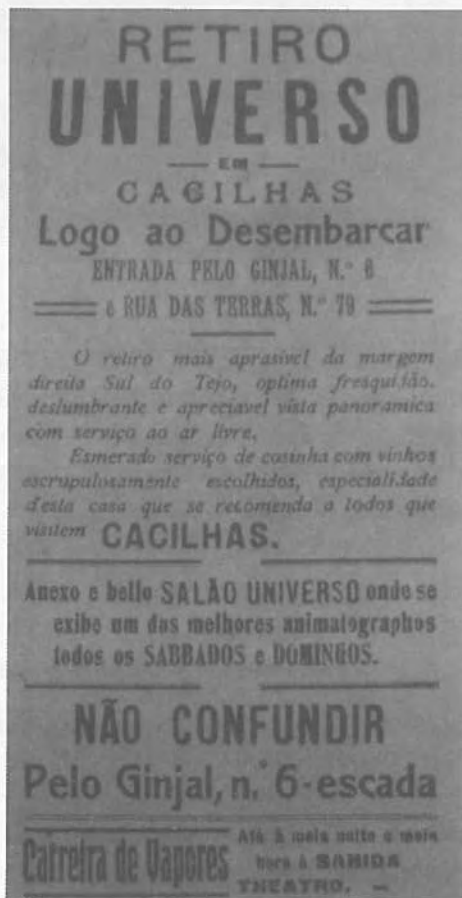 RETIRO
UNIVERSO
— EM —
CACILHAS
Logo ao Desembarcar
ENTRADA PELO GINJAL, N.º 6
e RUA DAS TERRAS, N.º 79
O retiro mais aprasivel da margem
direita Sul do Tejo, optima fresquidão,
deslumbrante e apreciavel vista panoramica
com serviço ao ar livre.
Esmerado serviço de cosinha com vinhos
escrupulosamente escolhidos, especialidade
d'esta casa que se recomenda a todos que
visitem CACILHAS.
Anexo e bello SALÃO UNIVERSO onde se
exibe um dos melhores animatographos
todos os SABBADOS e DOMINGOS.
NÃO CONFUNDIR
Pelo Ginjal, n.º 6-escada
Carreira de Vapores
Até á meia noite e meia
hora á SAHIDA
THEATRO. —